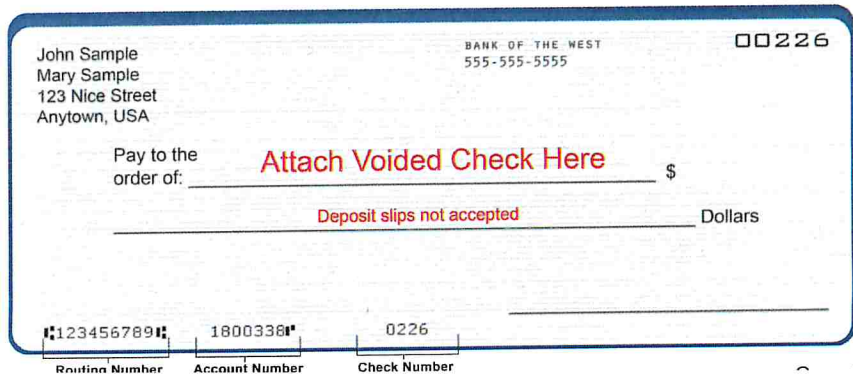 John Sample
Mary Sample
123 Nice Street
Anytown, USA
BANK OF THE WEST
555-555-5555
00226
Pay to the
order of: Attach Voided Check Here $
Deposit slips not accepted Dollars
⑆123456789⑆ 1800338⑈ 0226
Routing Number Account Number Check Number